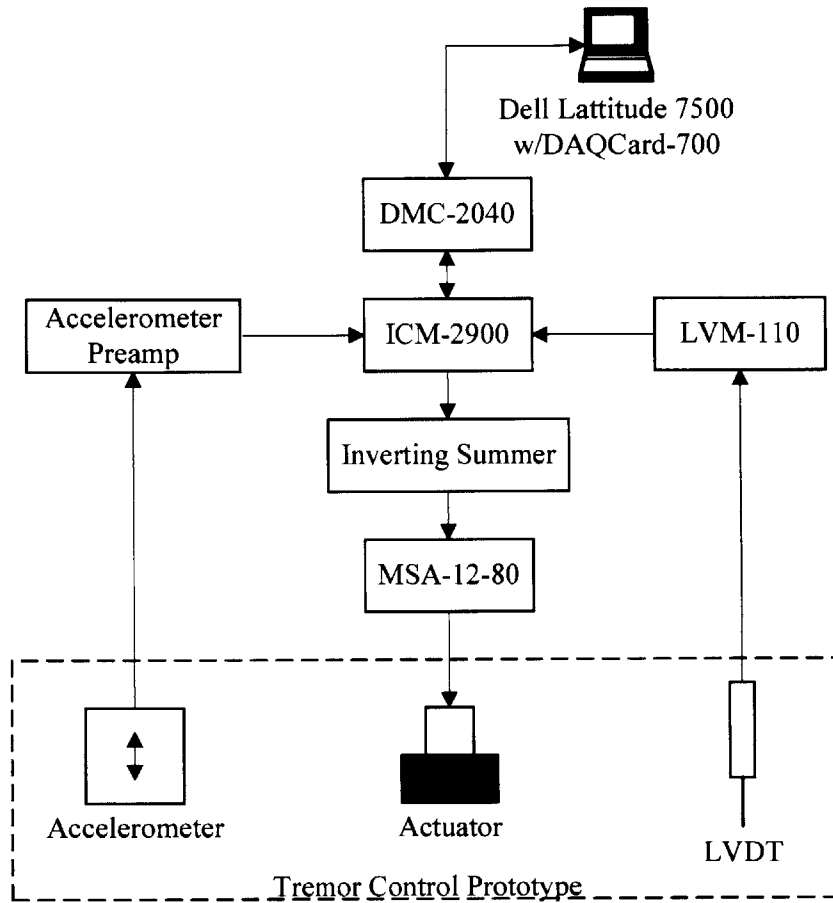 Dell Lattitude 7500
w/DAQCard-700
DMC-2040
Accelerometer
Preamp
ICM-2900
LVM-110
Inverting Summer
MSA-12-80
Accelerometer
Actuator
LVDT
Tremor Control Prototype